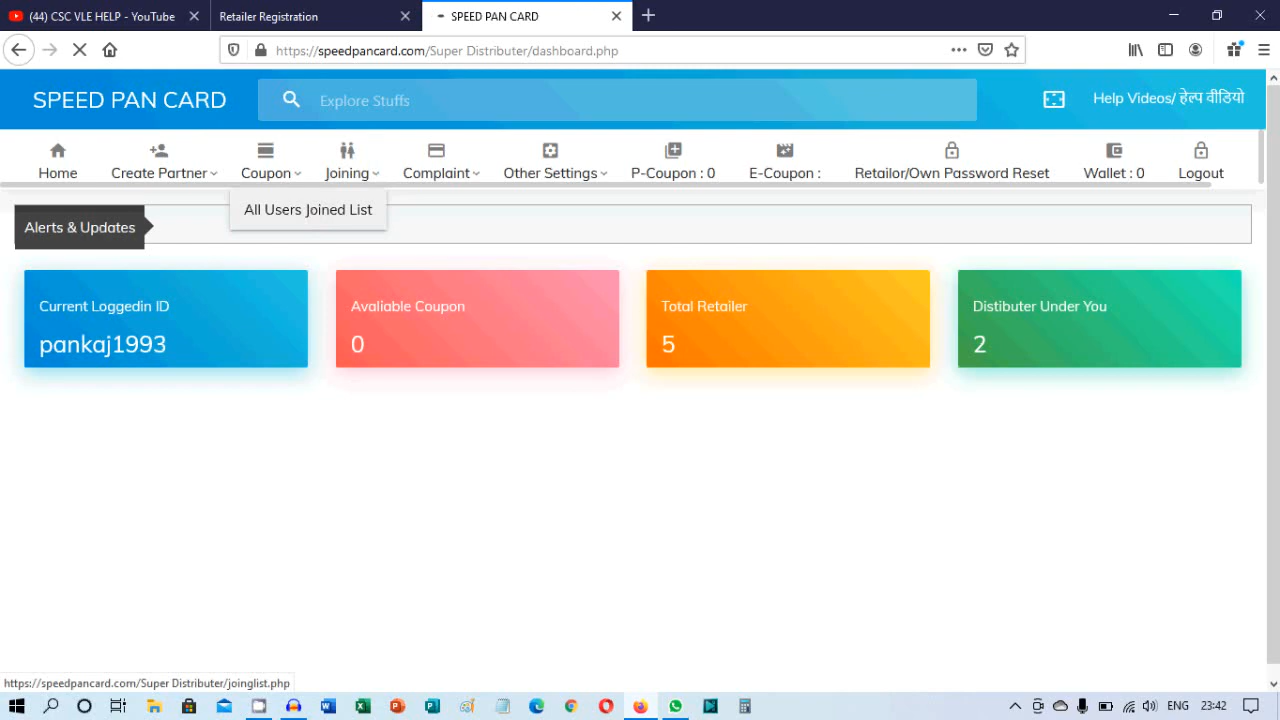 (44) CSC VLE HELP - YouTube
Retailer Registration
SPEED PAN CARD
https://speedpancard.com/Super Distributer/dashboard.php
SPEED PAN CARD
Explore Stuffs
Help Videos/ हेल्प वीडियो
Home
Create Partner
Coupon
Joining
Complaint
Other Settings
P-Coupon : 0
E-Coupon :
Retailor/Own Password Reset
Wallet : 0
Logout
All Users Joined List
Alerts & Updates
Current Loggedin ID
pankaj1993
Avaliable Coupon
0
Total Retailer
5
Distibuter Under You
2
https://speedpancard.com/Super Distributer/joinglist.php
ENG
23:42